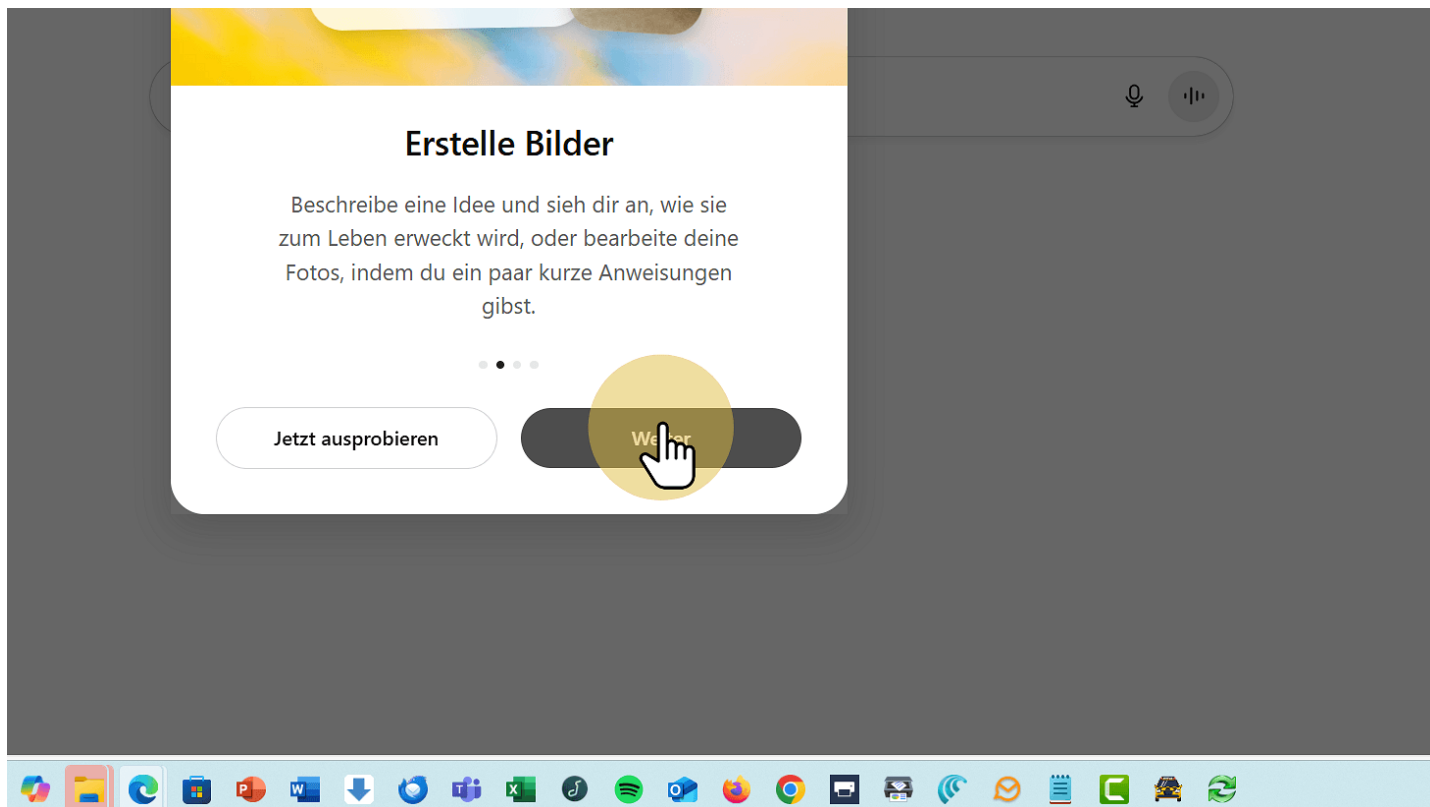 Erstelle Bilder
Beschreibe eine Idee und sieh dir an, wie sie
zum Leben erweckt wird, oder bearbeite deine
Fotos, indem du ein paar kurze Anweisungen
gibst.
Jetzt ausprobieren
Weiter